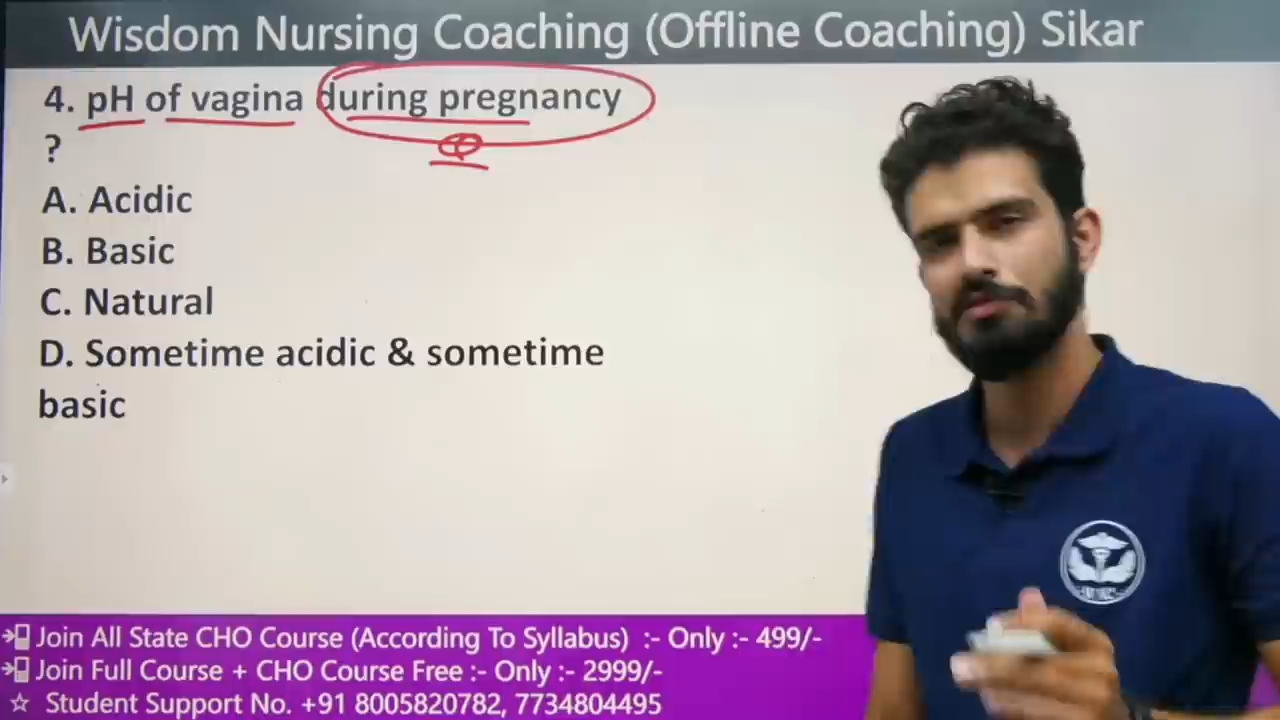 Wisdom Nursing Coaching (Offline Coaching) Sikar
4. pH of vagina during pregnancy
?
A. Acidic
B. Basic
C. Natural
D. Sometime acidic & sometime
basic
Join All State CHO Course (According To Syllabus) :- Only :- 499/-
Join Full Course + CHO Course Free :- Only :- 2999/-
☆ Student Support No. +91 8005820782, 7734804495